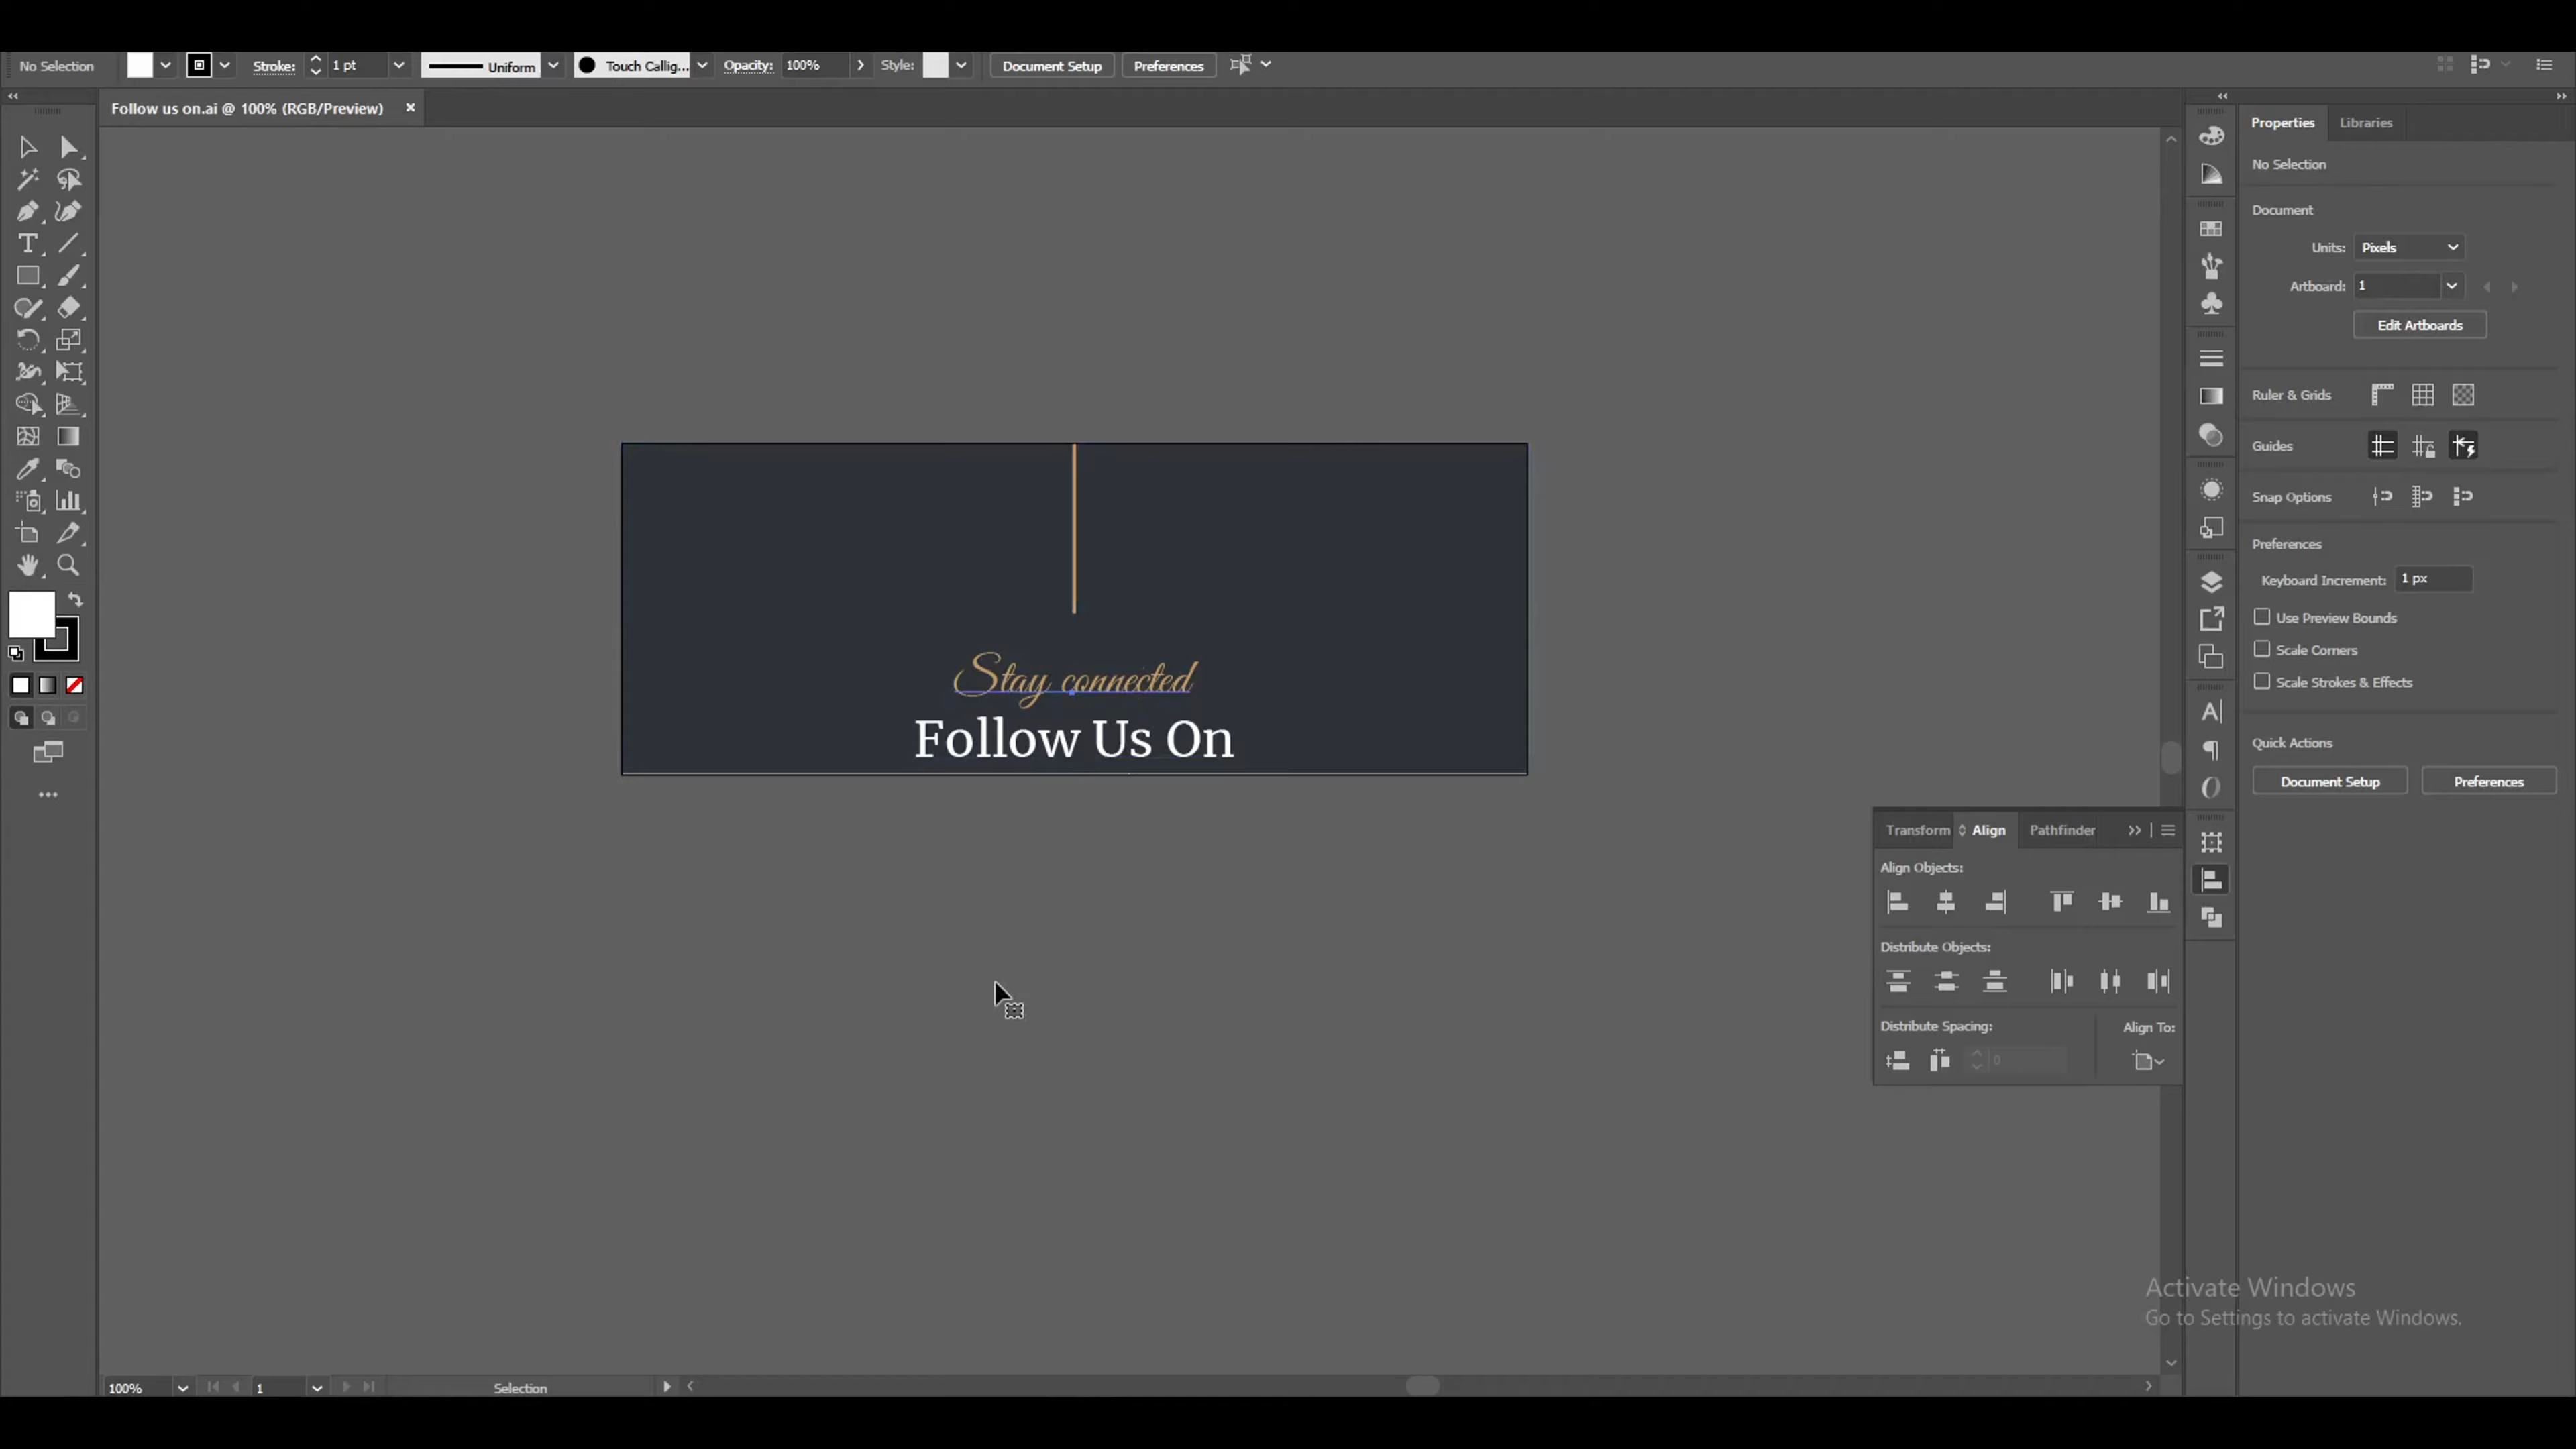 No Selection Stroke: 1 pt Uniform Touch Callig... Opacity: 100% Style: Document Setup Preferences
Follow us on.ai @ 100% (RGB/Preview) ×
Properties Libraries
No Selection
Document
Units: Pixels
Artboard: 1
Edit Artboards
Ruler & Grids
Guides
Snap Options
Preferences
Keyboard Increment: 1 px
Use Preview Bounds
Scale Corners
Scale Strokes & Effects
Quick Actions
Document Setup Preferences
Stay connected
Follow Us On
Transform Align Pathfinder
Align Objects:
Distribute Objects:
Distribute Spacing: Align To:
0
Activate Windows
Go to Settings to activate Windows.
100% 1 Selection